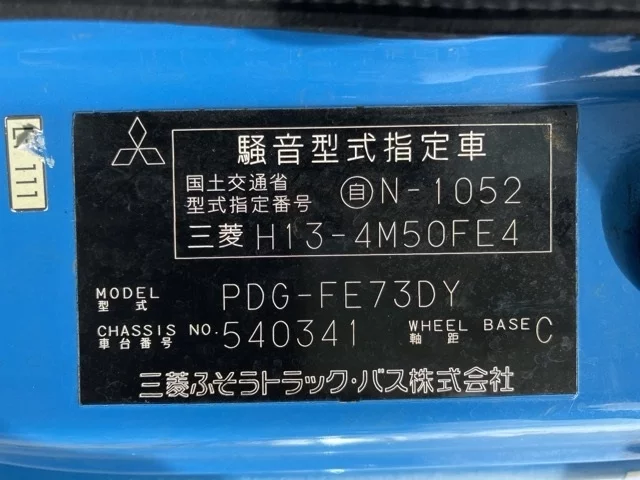 騒音型式指定車
国土交通省
型式指定番号 自N-1052
三菱 H13-4M50FE4
MODEL
型式 PDG-FE73DY
CHASSIS NO. 540341 WHEEL BASE C
車台番号 軸距
三菱ふそうトラック・バス株式会社
111